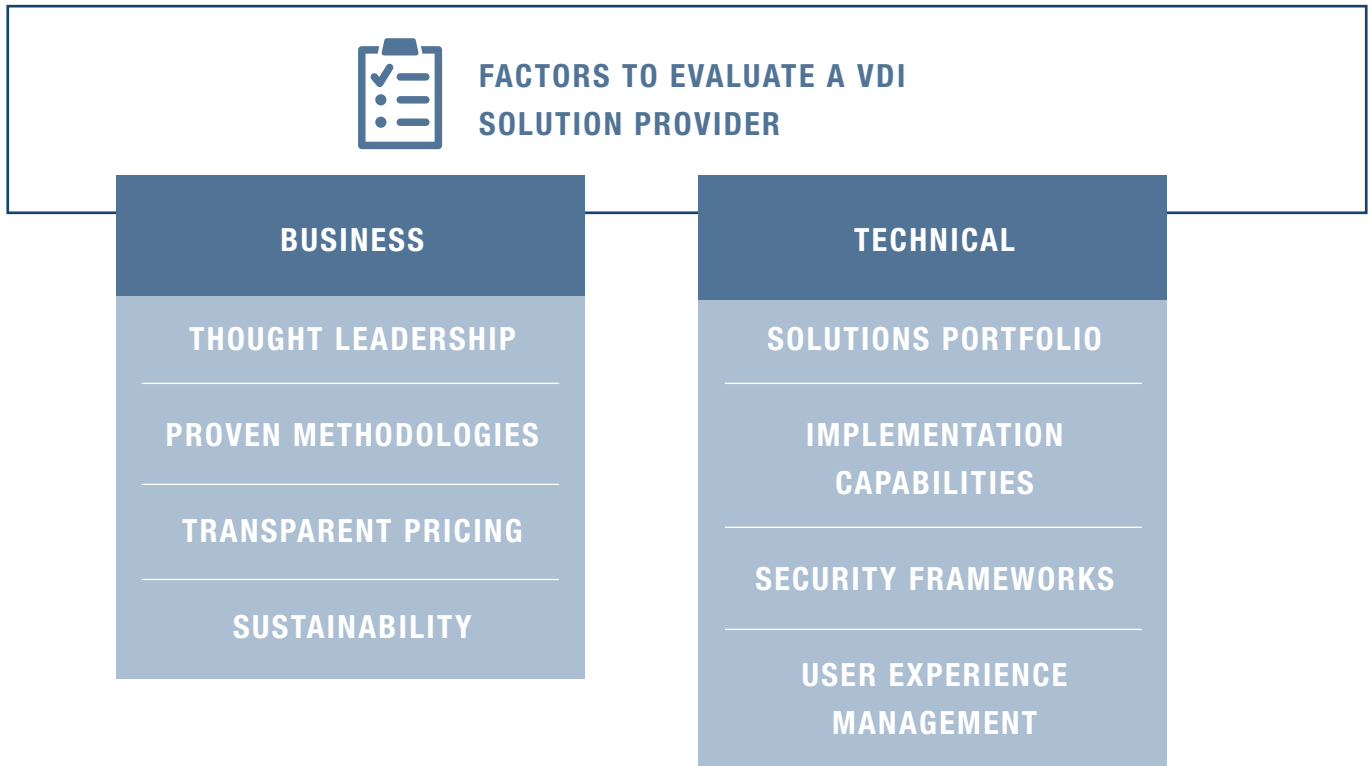 FACTORS TO EVALUATE A VDI
SOLUTION PROVIDER
BUSINESS
THOUGHT LEADERSHIP
PROVEN METHODOLOGIES
TRANSPARENT PRICING
SUSTAINABILITY
TECHNICAL
SOLUTIONS PORTFOLIO
IMPLEMENTATION
CAPABILITIES
SECURITY FRAMEWORKS
USER EXPERIENCE
MANAGEMENT